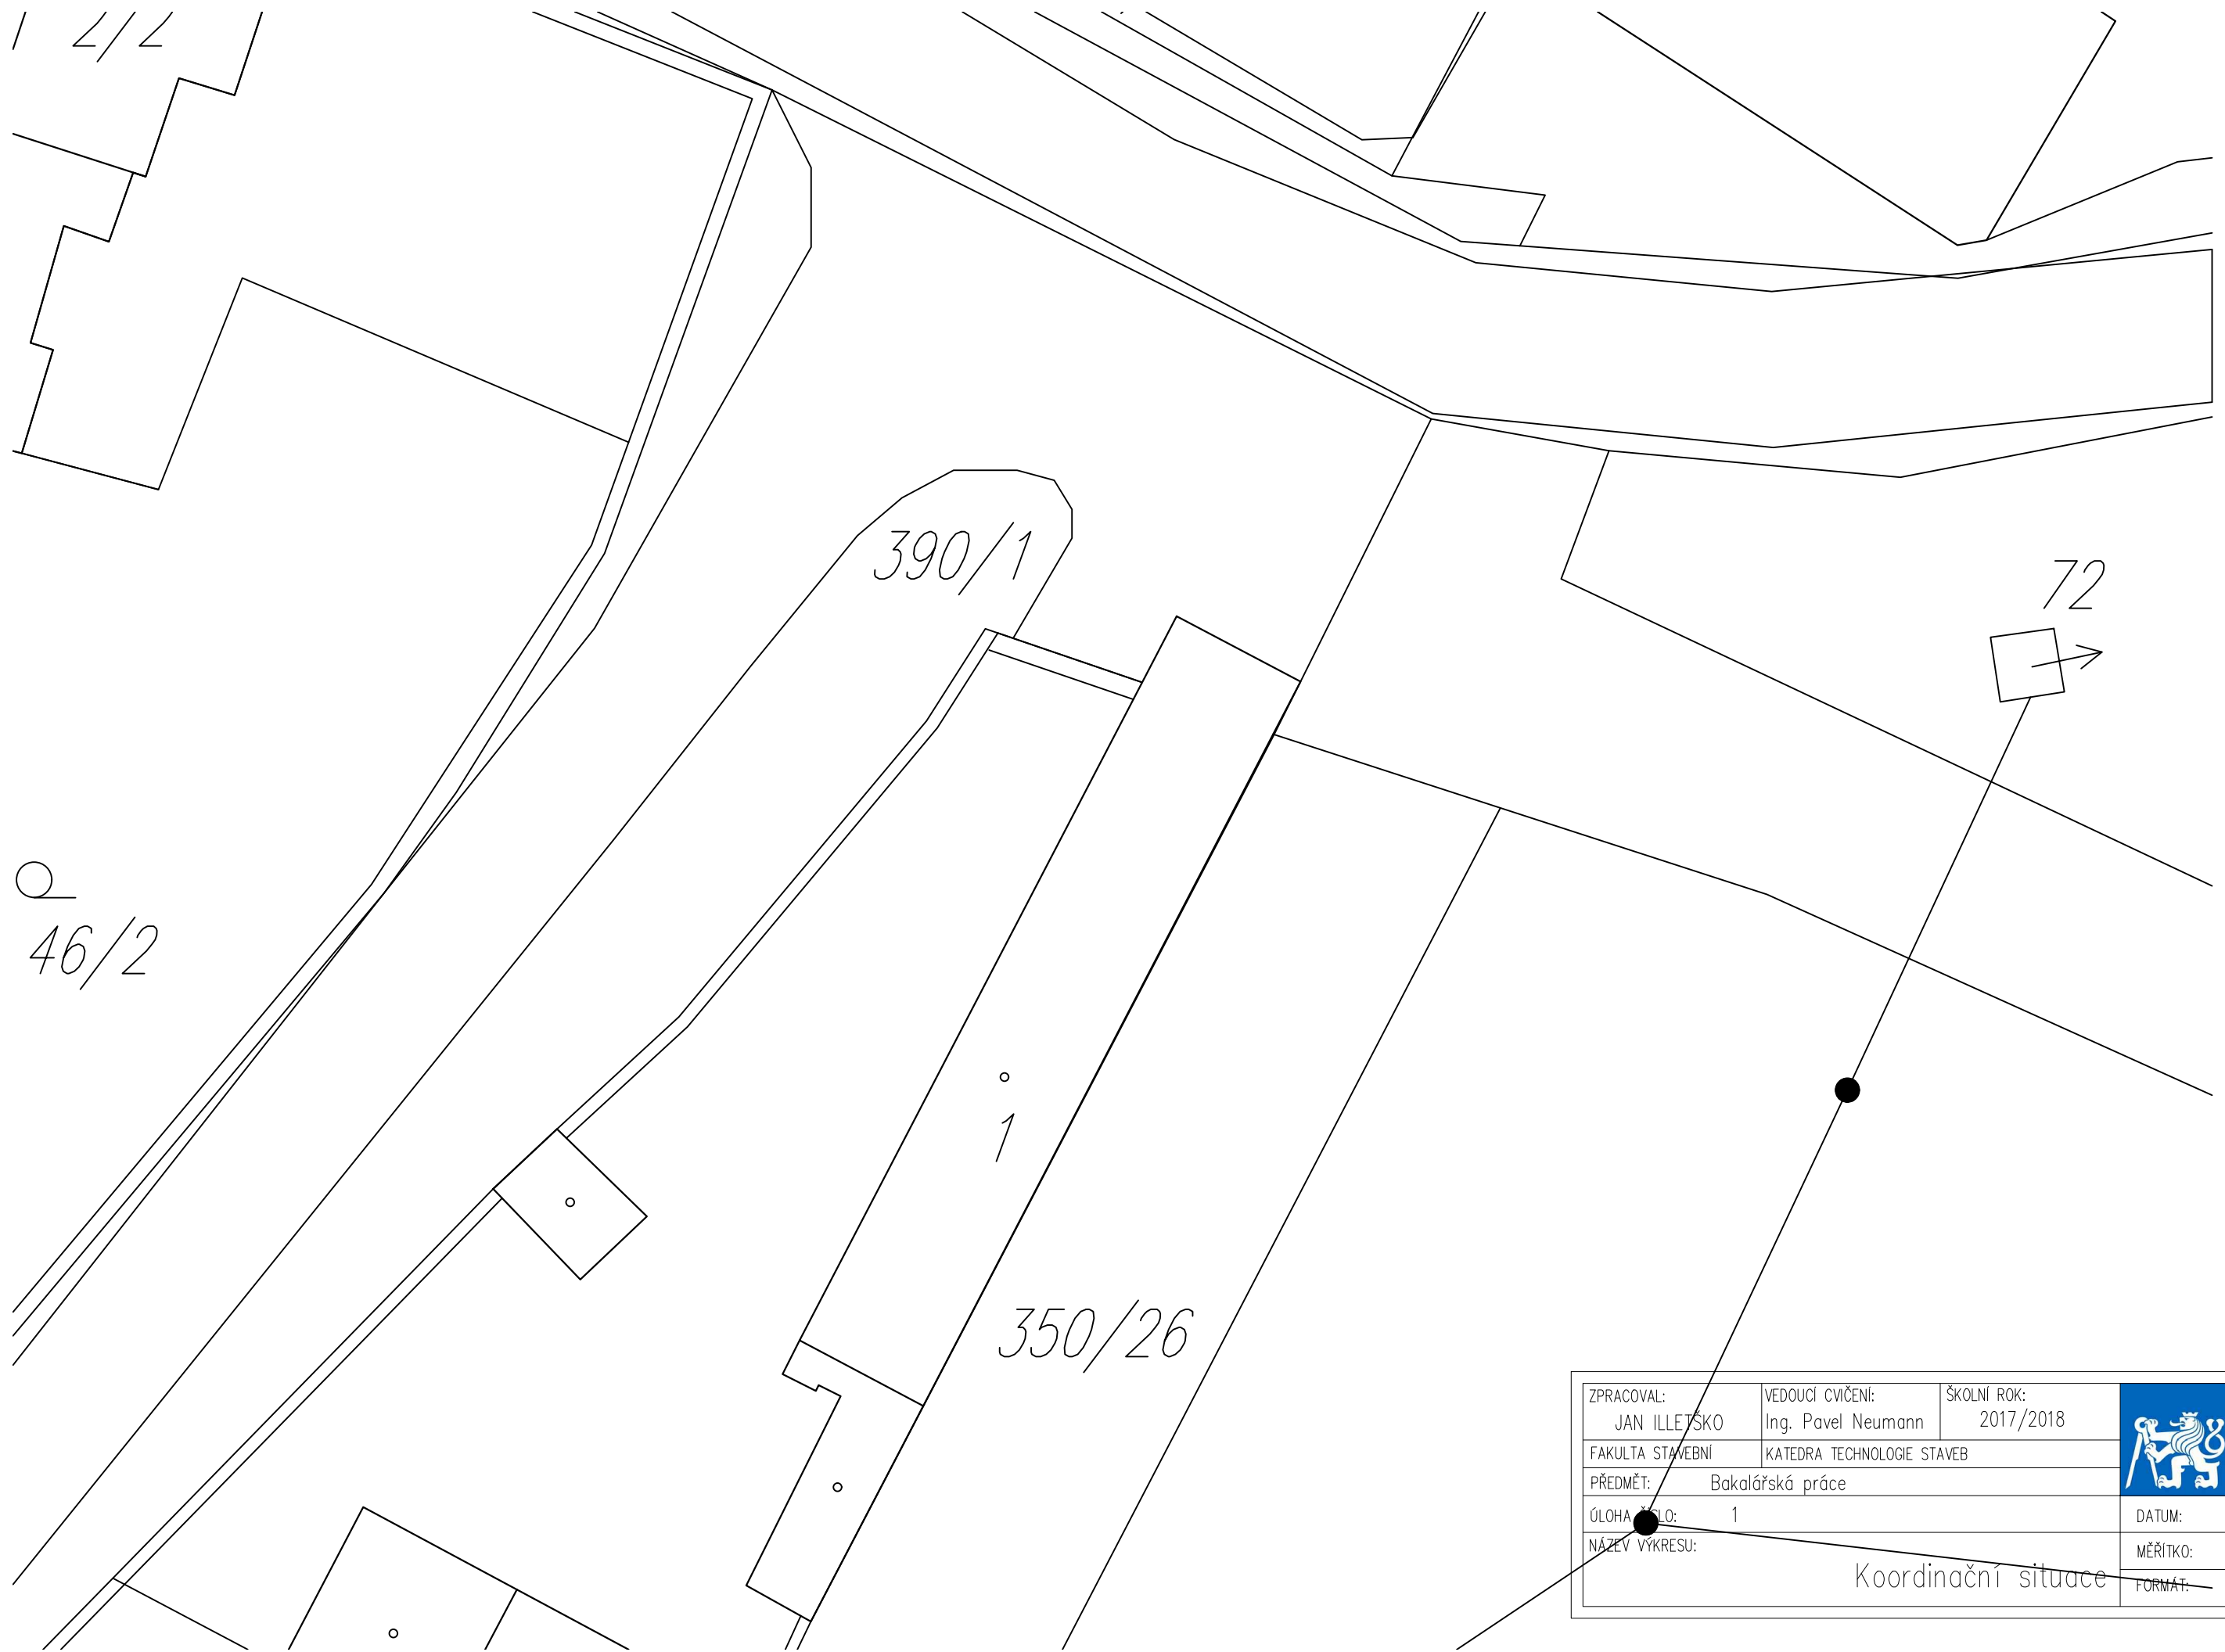 2/2
390/1
72
46/2
1
350/26
ZPRACOVAL: VEDOUCÍ CVIČENÍ: ŠKOLNÍ ROK:
JAN ILLETŠKO Ing. Pavel Neumann 2017/2018
FAKULTA STAVEBNÍ KATEDRA TECHNOLOGIE STAVEB
PŘEDMĚT: Bakalářská práce
ÚLOHA ČÍSLO: 1 DATUM:
NÁZEV VÝKRESU: MĚŘÍTKO:
Koordinační situace FORMÁT: